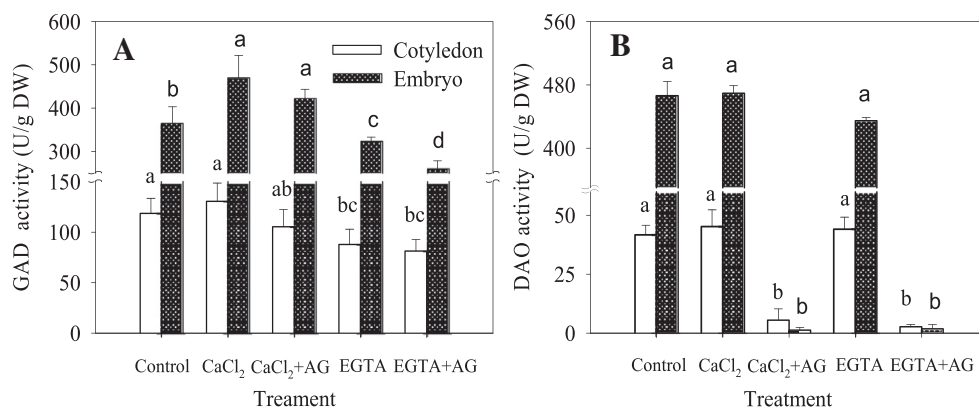 A
GAD activity (U/g DW)
600
500
400
300
150
100
50
0
Cotyledon
Embryo
b
a
a
c
d
a
a
ab
bc
bc
Control CaCl₂ CaCl₂+AG EGTA EGTA+AG
Treament
B
DAO activity (U/g DW)
560
480
400
50
25
0
a
a
a
a
a
a
b
b
b
b
Control CaCl₂ CaCl₂+AG EGTA EGTA+AG
Treatment